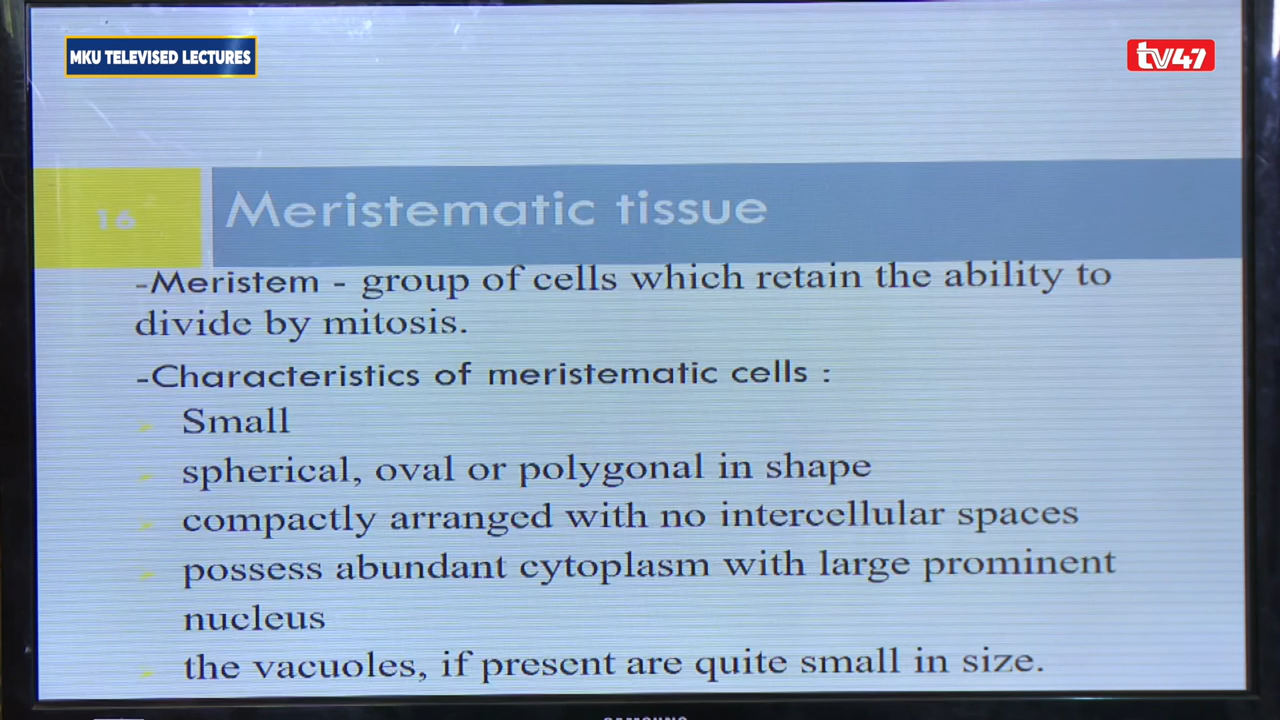 MKU TELEVISED LECTURES
tv47
16
Meristematic tissue
-Meristem - group of cells which retain the ability to
divide by mitosis.
-Characteristics of meristematic cells :
Small
spherical, oval or polygonal in shape
compactly arranged with no intercellular spaces
possess abundant cytoplasm with large prominent
nucleus
the vacuoles, if present are quite small in size.
SAMSUNG